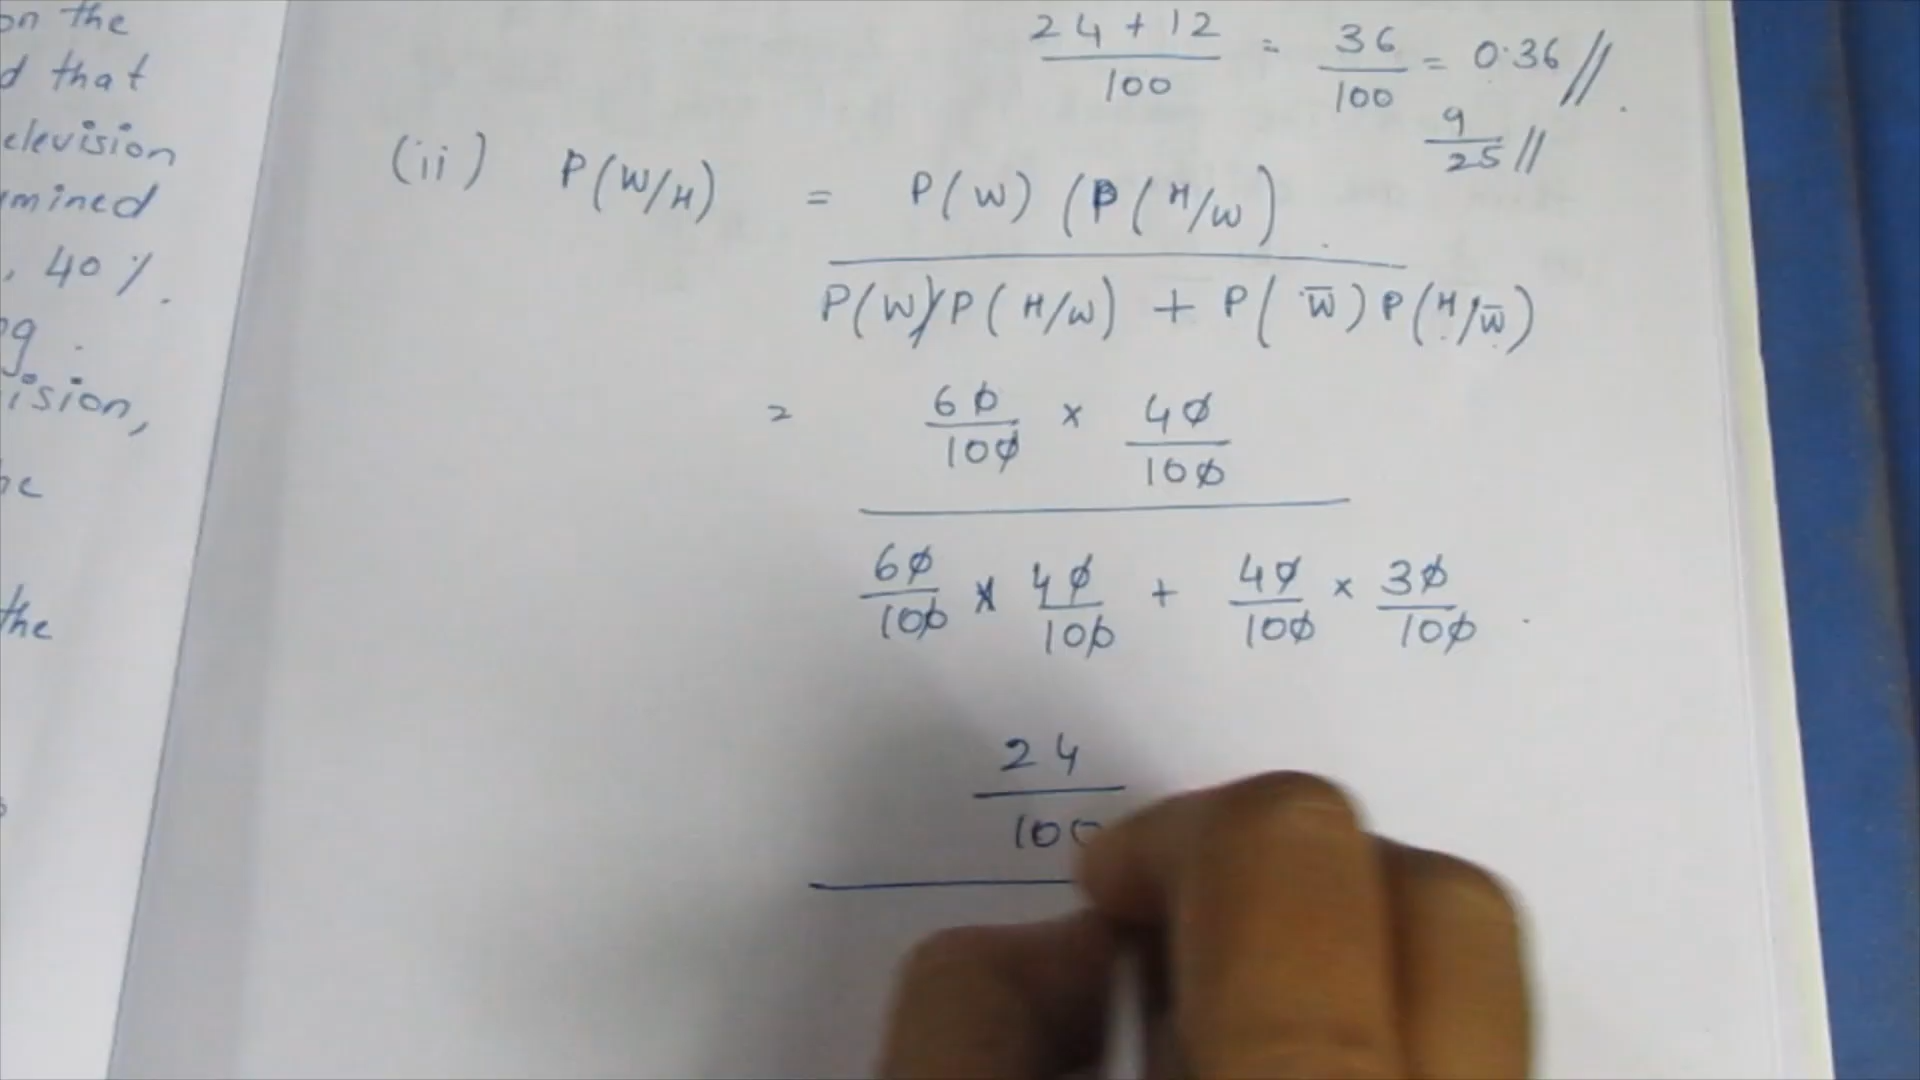 on the
d that
elevision
mined
, 40 %.
og.
ision,
the
24 + 12 / 100 = 36 / 100 = 0.36 //.
9 / 25 //
(ii) P(W/H) = P(W) (P(H/W) / P(W)P(H/W) + P(W̄)P(H/W̄)
= 60/100 × 40/100
60/100 × 40/100 + 40/100 × 30/100.
24
100